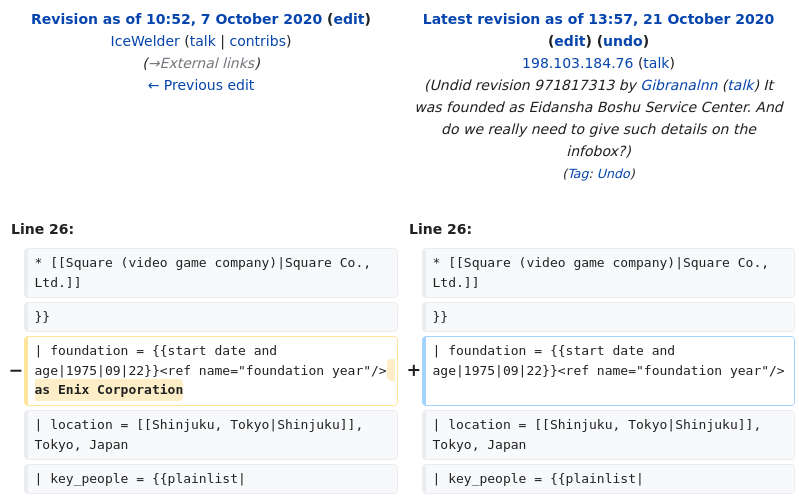 Revision as of 10:52, 7 October 2020 (edit)
IceWelder (talk | contribs)
(→External links)
← Previous edit
Latest revision as of 13:57, 21 October 2020
(edit) (undo)
198.103.184.76 (talk)
(Undid revision 971817313 by Gibranalnn (talk) It
was founded as Eidansha Boshu Service Center. And
do we really need to give such details on the
infobox?)
(Tag: Undo)
Line 26:
Line 26:
* [[Square (video game company)|Square Co.,
Ltd.]]
* [[Square (video game company)|Square Co.,
Ltd.]]
}}
}}
− | foundation = {{start date and
age|1975|09|22}}<ref name="foundation year"/>
as Enix Corporation
+ | foundation = {{start date and
age|1975|09|22}}<ref name="foundation year"/>
| location = [[Shinjuku, Tokyo|Shinjuku]],
Tokyo, Japan
| location = [[Shinjuku, Tokyo|Shinjuku]],
Tokyo, Japan
| key_people = {{plainlist|
| key_people = {{plainlist|